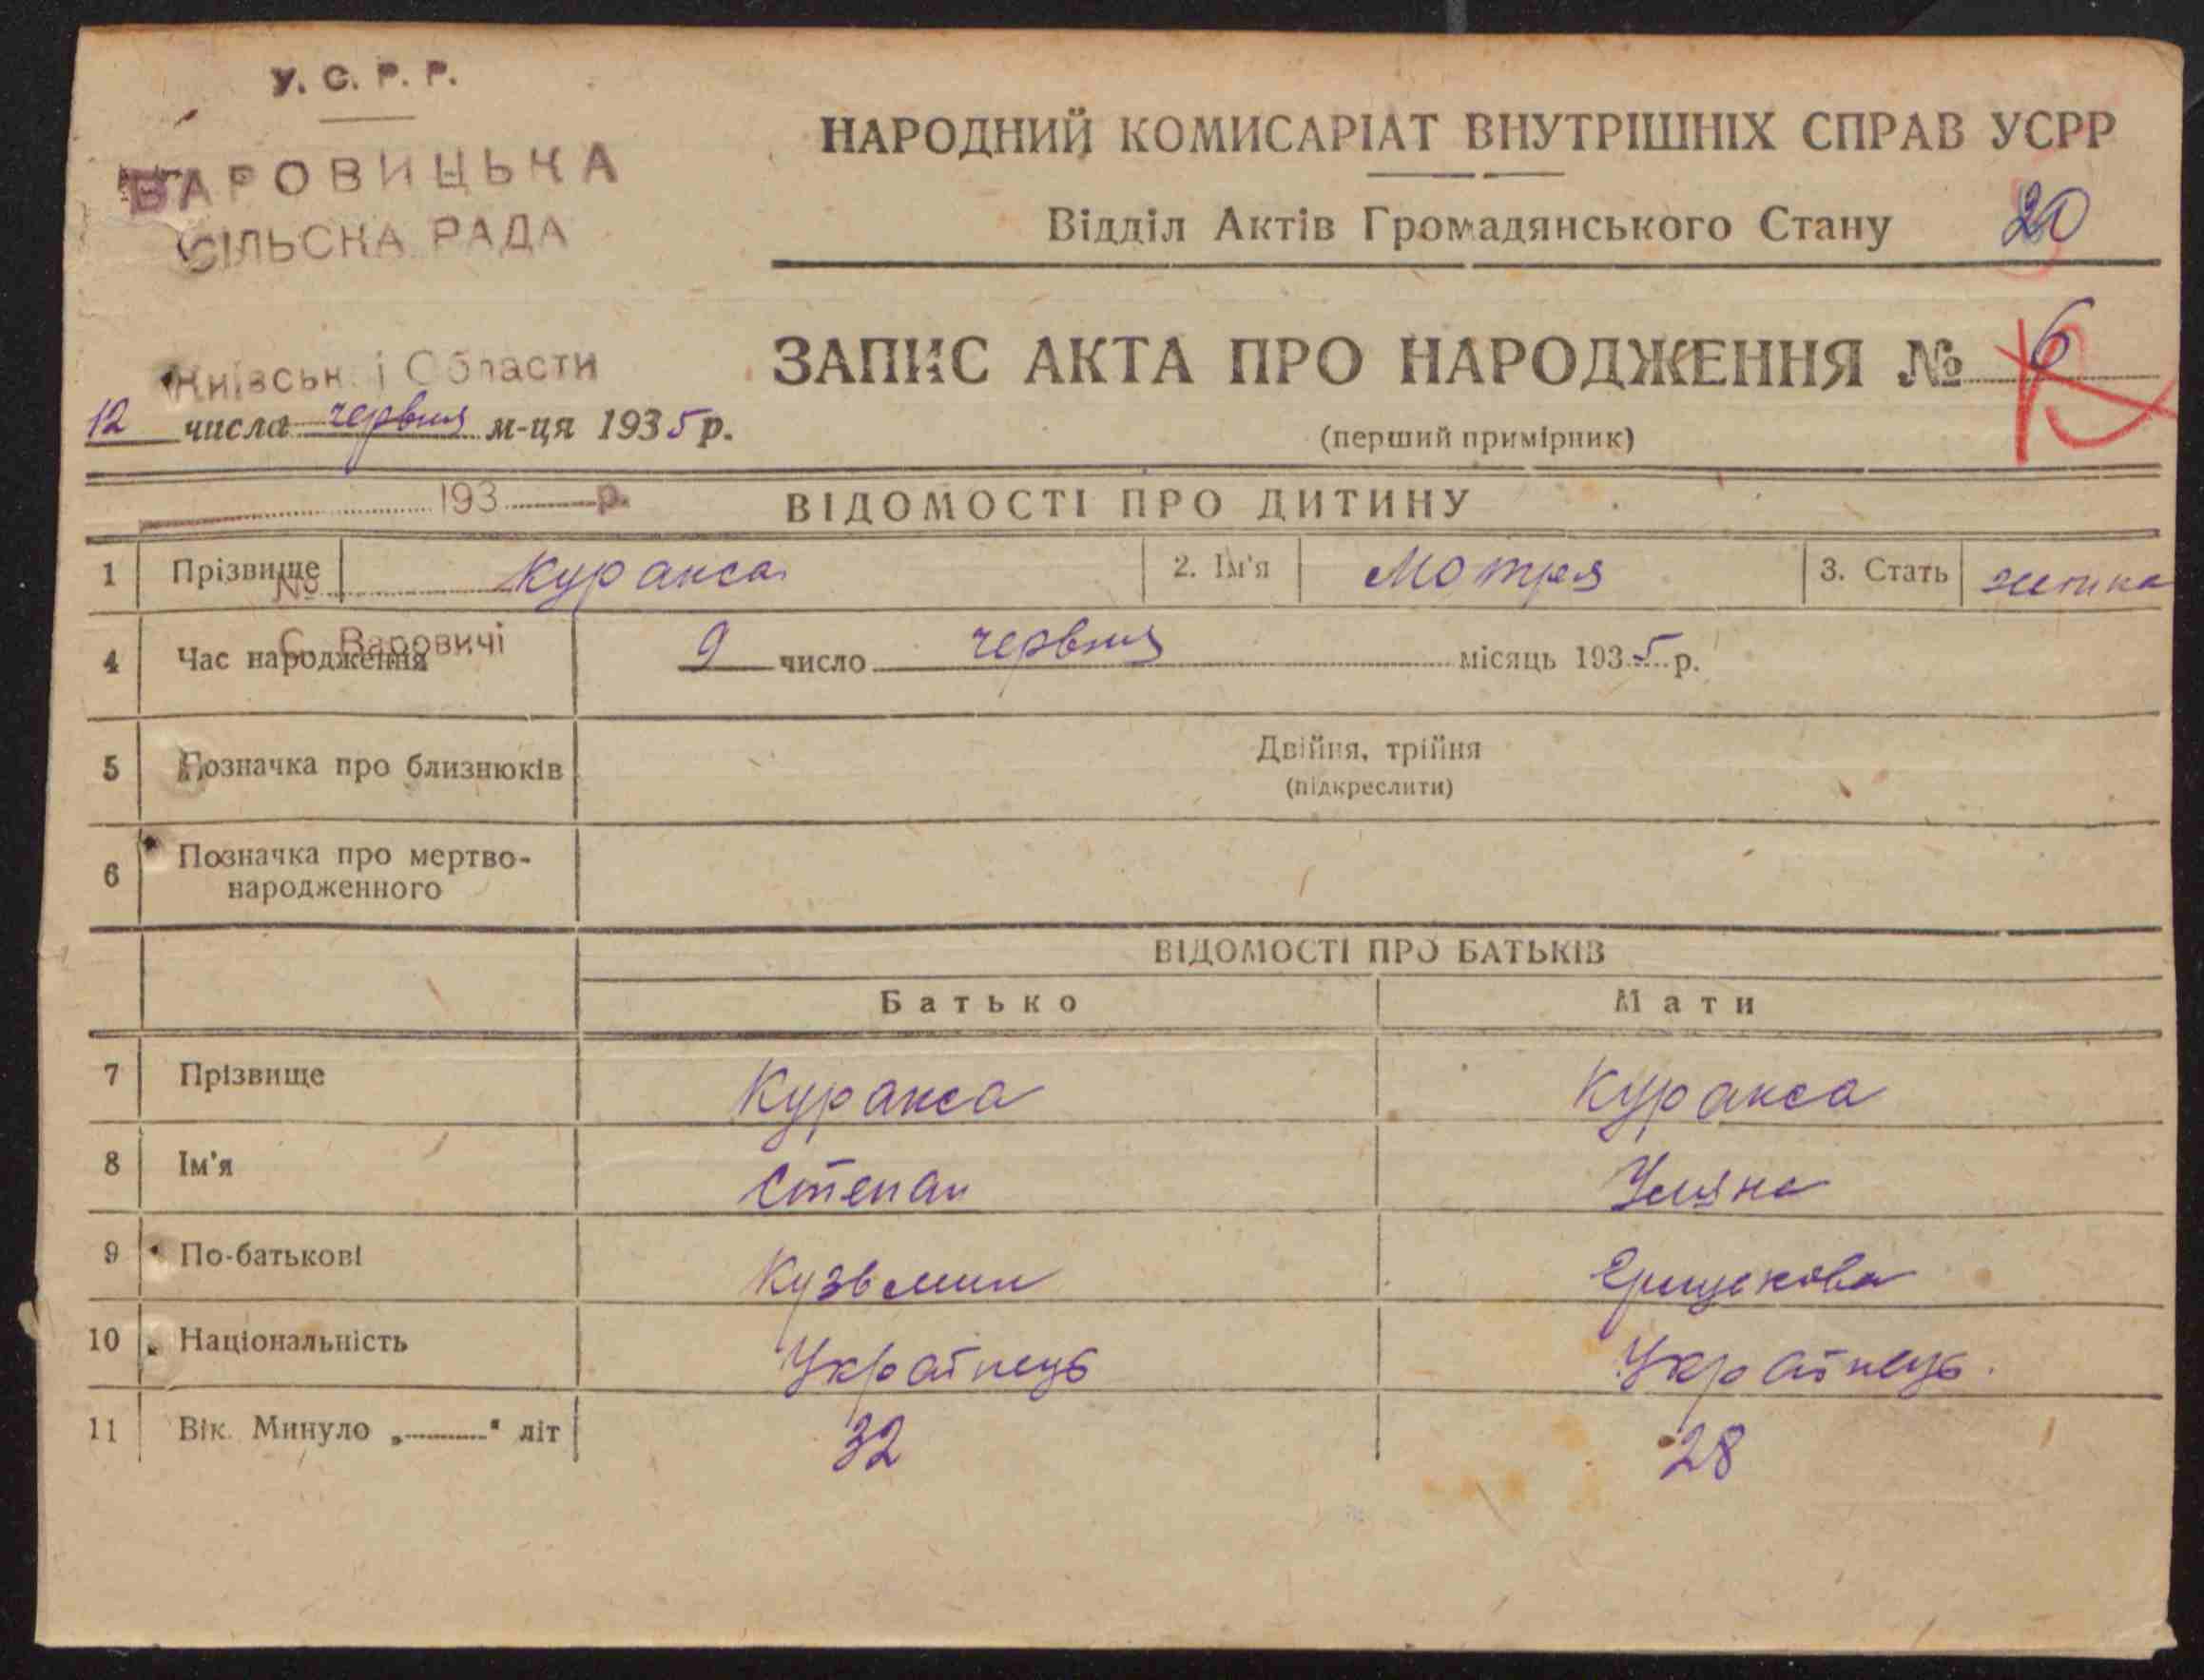 У. С. Р. Р.
ВАРОВИЦЬКА
СІЛЬСКА РАДА
Київськ і Области
12 числа червня м-ця 1935 р.
НАРОДНИЙ КОМИСАРІАТ ВНУТРІШНІХ СПРАВ УСРР
Відділ Актів Громадянського Стану 20
ЗАПИС АКТА ПРО НАРОДЖЕННЯ № 6
(перший примірник)
193 р.
ВІДОМОСТІ ПРО ДИТИНУ
1 Прізвище Куракса 2. Ім'я Мотря 3. Стать
№
С. Варовичі
4 Час народження 9 число червня місяць 1935 р.
5 Позначка про близнюків Двійня, трійня
(підкреслити)
6 Позначка про мертво-
народженного
ВІДОМОСТІ ПРО БАТЬКІВ
Батько Мати
7 Прізвище Куракса Куракса
8 Ім'я Степан Уляна
9 По-батькові Кузьмин
10 Національність Українець Українець.
11 Вік. Минуло „ “ літ 32 28